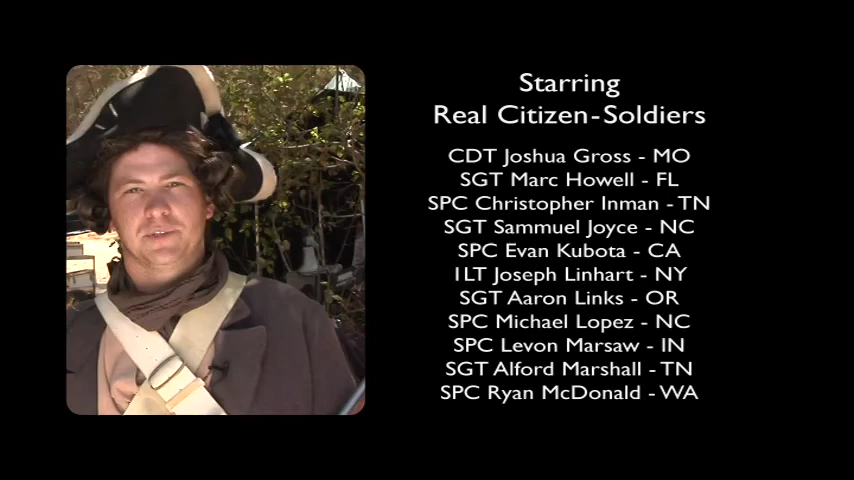 Starring
Real Citizen-Soldiers
CDT Joshua Gross - MO
SGT Marc Howell - FL
SPC Christopher Inman - TN
SGT Sammuel Joyce - NC
SPC Evan Kubota - CA
1LT Joseph Linhart - NY
SGT Aaron Links - OR
SPC Michael Lopez - NC
SPC Levon Marsaw - IN
SGT Alford Marshall - TN
SPC Ryan McDonald - WA